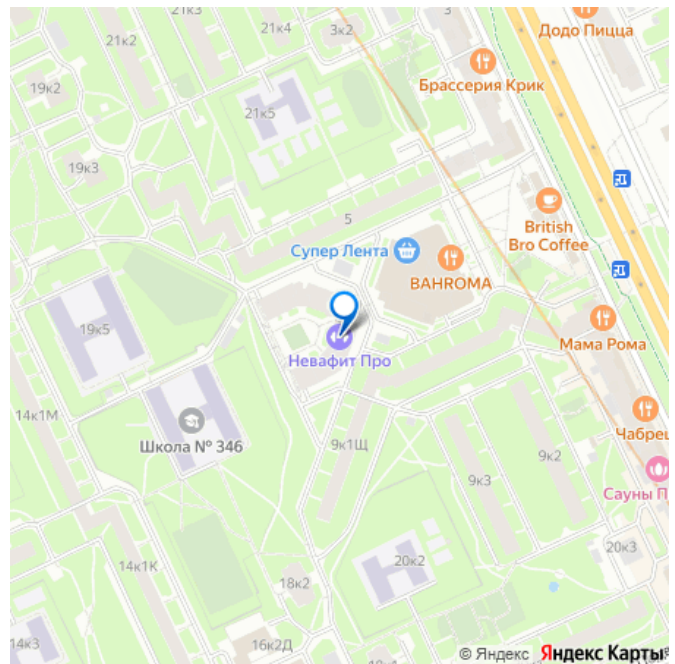 21к3
21к2
21к4
3к2
3
Додо Пицца
Брассерия Крик
19к2
21к5
19к3
5
Супер Лента
BAHROMA
British
Bro Coffee
19к5
Невафит Про
Мама Рома
14к1М
Школа № 346
9к1Щ
9к3
9к2
Чабрец
Сауны П
20к3
20к2
14к1К
18к2
14к3
16к2Д
© Яндекс Яндекс Карты